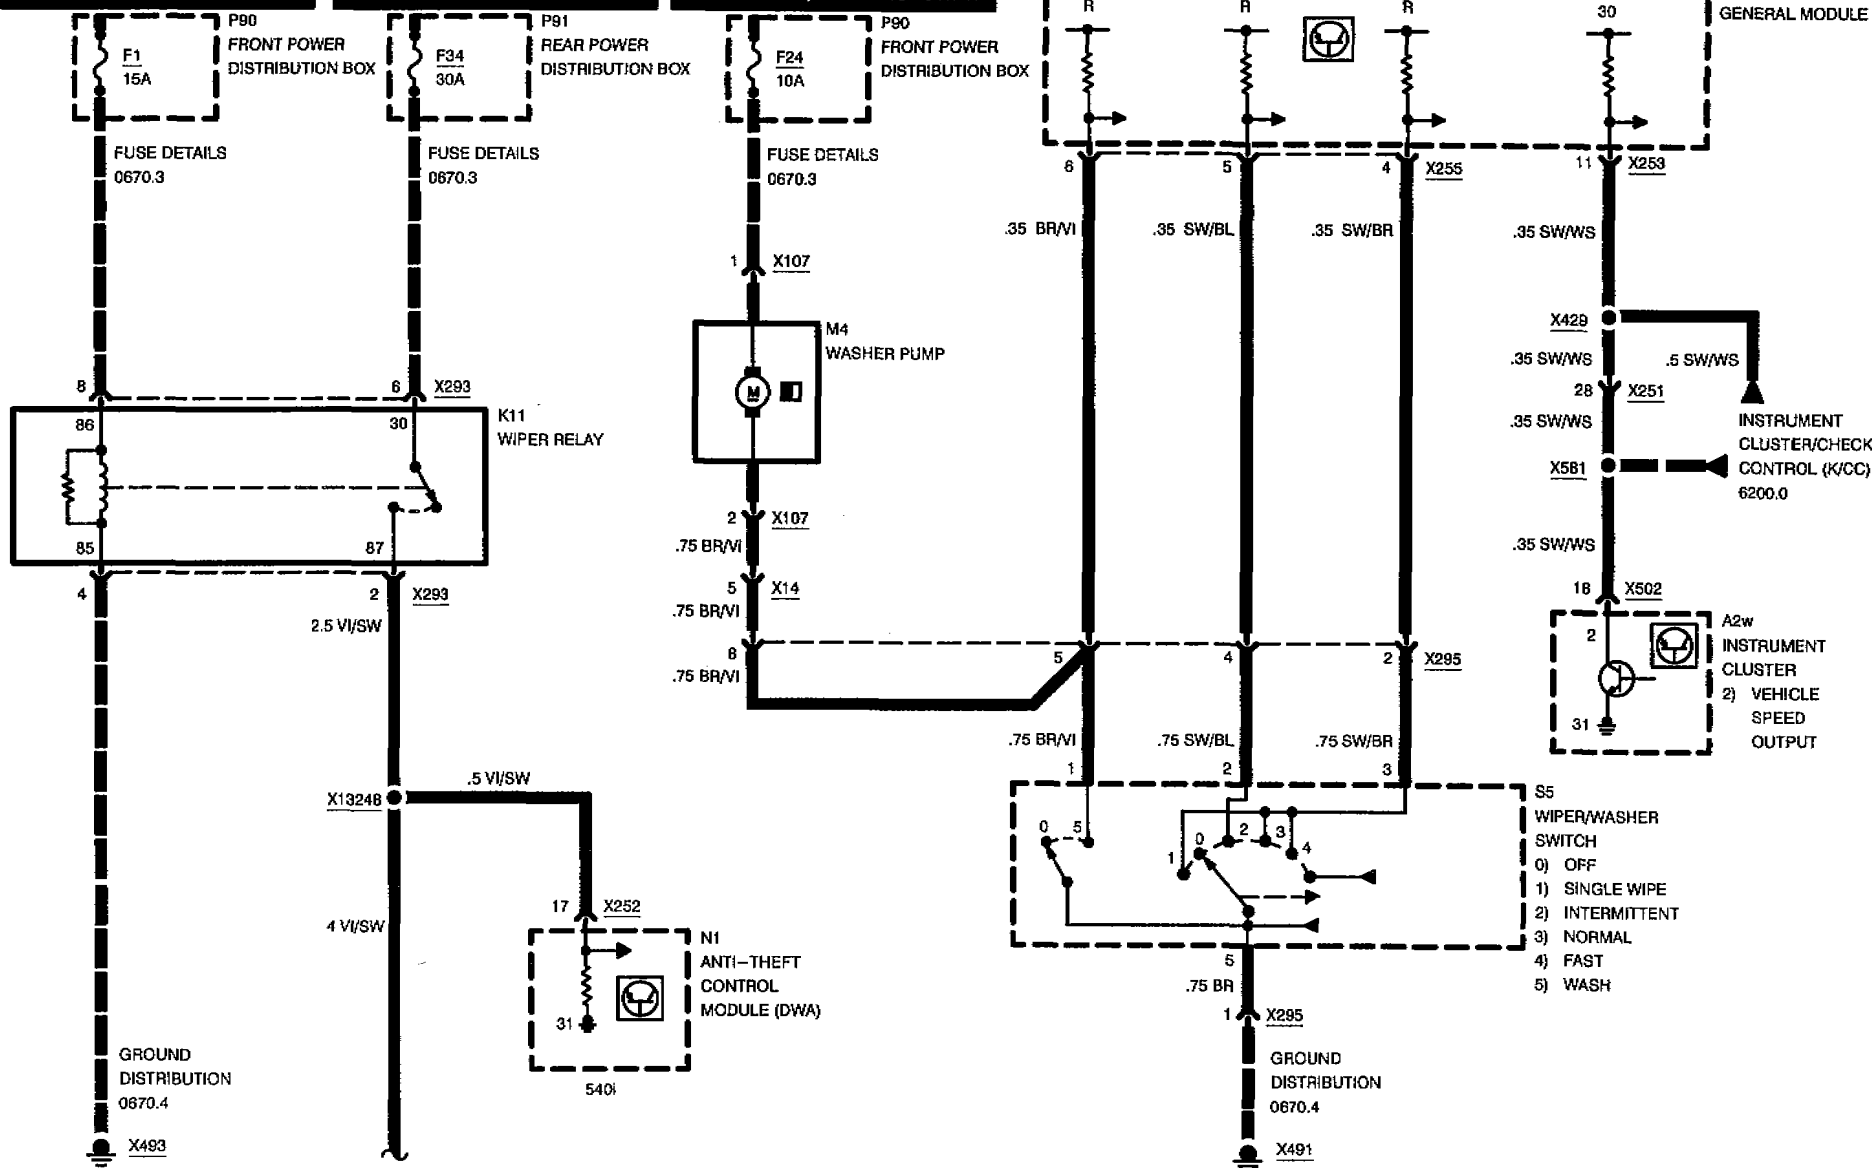 P90
FRONT POWER
DISTRIBUTION BOX
F1
15A
P91
REAR POWER
DISTRIBUTION BOX
F34
30A
P90
FRONT POWER
DISTRIBUTION BOX
F24
10A
R
R
R
30
GENERAL MODULE
FUSE DETAILS
0670.3
FUSE DETAILS
0670.3
FUSE DETAILS
0670.3
6
5
4
X255
11
X253
.35 BR/VI
.35 SW/BL
.35 SW/BR
.35 SW/WS
1
X107
M4
WASHER PUMP
M
X429
.35 SW/WS
.5 SW/WS
28
X251
.35 SW/WS
INSTRUMENT
CLUSTER/CHECK
CONTROL (K/CC)
6200.0
X581
.35 SW/WS
8
6
X293
86
30
K11
WIPER RELAY
85
87
4
2
X293
2.5 VI/SW
2
X107
.75 BR/VI
5
X14
.75 BR/VI
8
.75 BR/VI
5
4
2
X295
18
X502
2
A2w
INSTRUMENT
CLUSTER
2) VEHICLE
SPEED
OUTPUT
31
.75 BR/VI
.75 SW/BL
.75 SW/BR
1
2
3
X1324B
.5 VI/SW
4 VI/SW
17
X252
N1
ANTI-THEFT
CONTROL
MODULE (DWA)
31
540i
0
5
1
0
2
3
4
S5
WIPER/WASHER
SWITCH
0) OFF
1) SINGLE WIPE
2) INTERMITTENT
3) NORMAL
4) FAST
5) WASH
5
.75 BR
1
X295
GROUND
DISTRIBUTION
0670.4
X493
GROUND
DISTRIBUTION
0670.4
X491